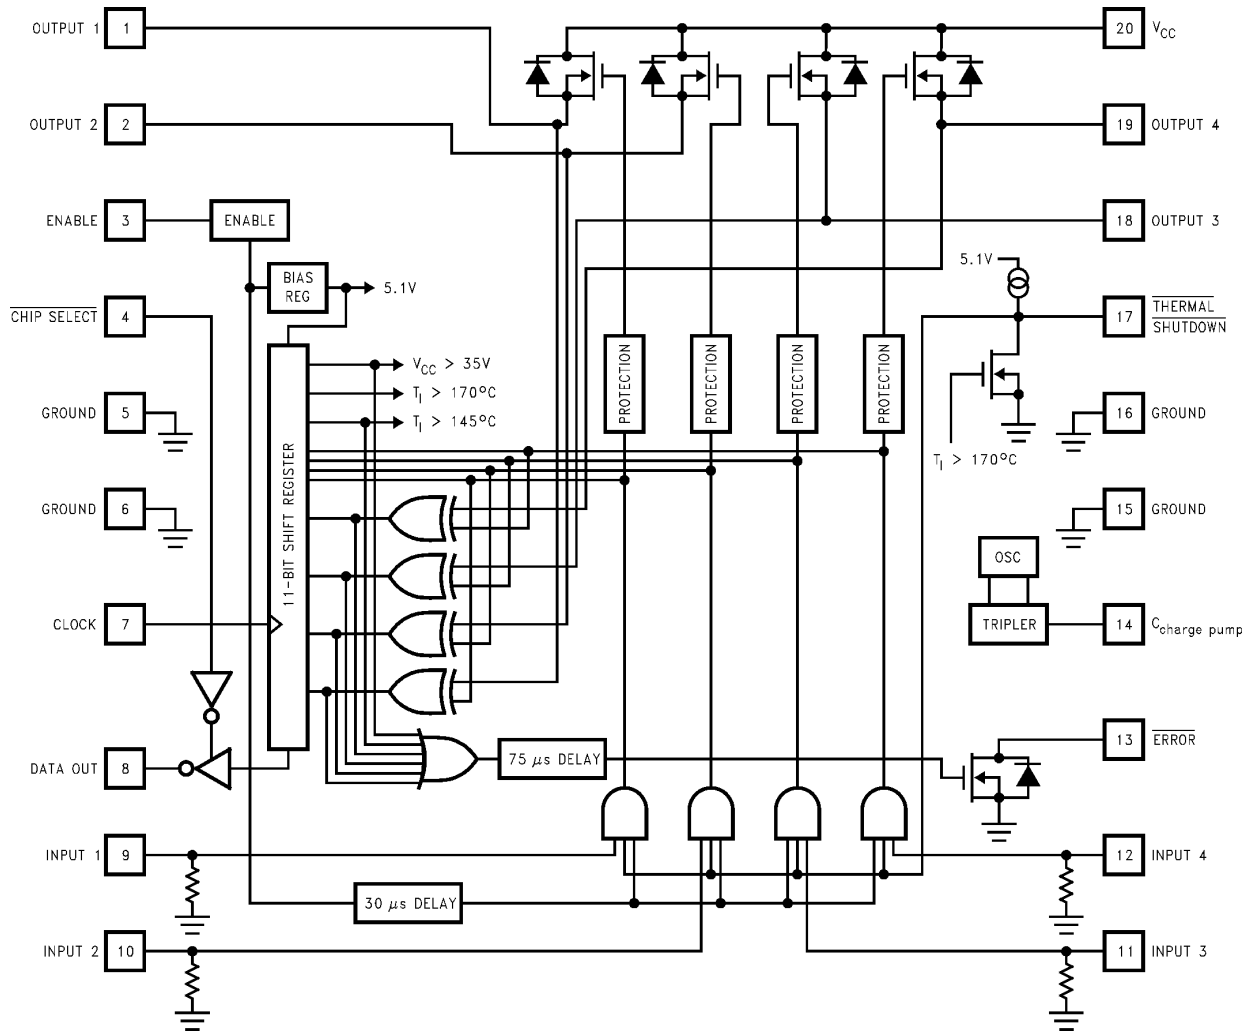 OUTPUT 1 1
20 VCC
OUTPUT 2 2
19 OUTPUT 4
ENABLE 3 ENABLE
18 OUTPUT 3
BIAS
REG
5.1V
5.1V
CHIP SELECT 4
17 THERMAL
SHUTDOWN
VCC > 35V
TI > 170°C
TI > 145°C
PROTECTION
PROTECTION
PROTECTION
PROTECTION
GROUND 5
16 GROUND
TI > 170°C
11-BIT SHIFT REGISTER
GROUND 6
15 GROUND
OSC
CLOCK 7
TRIPLER
14 Ccharge pump
13 ERROR
DATA OUT 8
75 μs DELAY
INPUT 1 9
12 INPUT 4
30 μs DELAY
INPUT 2 10
11 INPUT 3